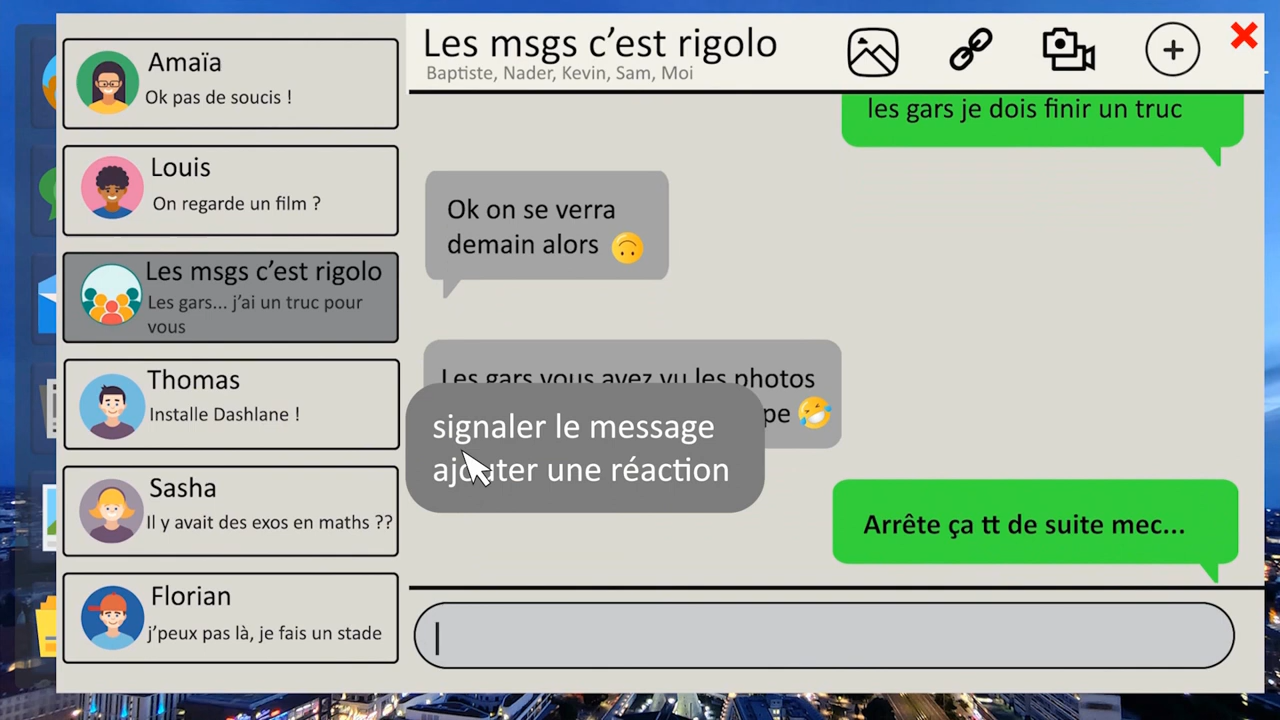 Amaïa
Ok pas de soucis !
Louis
On regarde un film ?
Les msgs c’est rigolo
Les gars... j’ai un truc pour
vous
Thomas
Installe Dashlane !
Sasha
Il y avait des exos en maths ??
Florian
j’peux pas là, je fais un stade
Les msgs c’est rigolo
Baptiste, Nader, Kevin, Sam, Moi
les gars je dois finir un truc
Ok on se verra
demain alors 🙃
Les gars vous avez vu les photos
pe 🤣
signaler le message
ajouter une réaction
Arrête ça tt de suite mec...